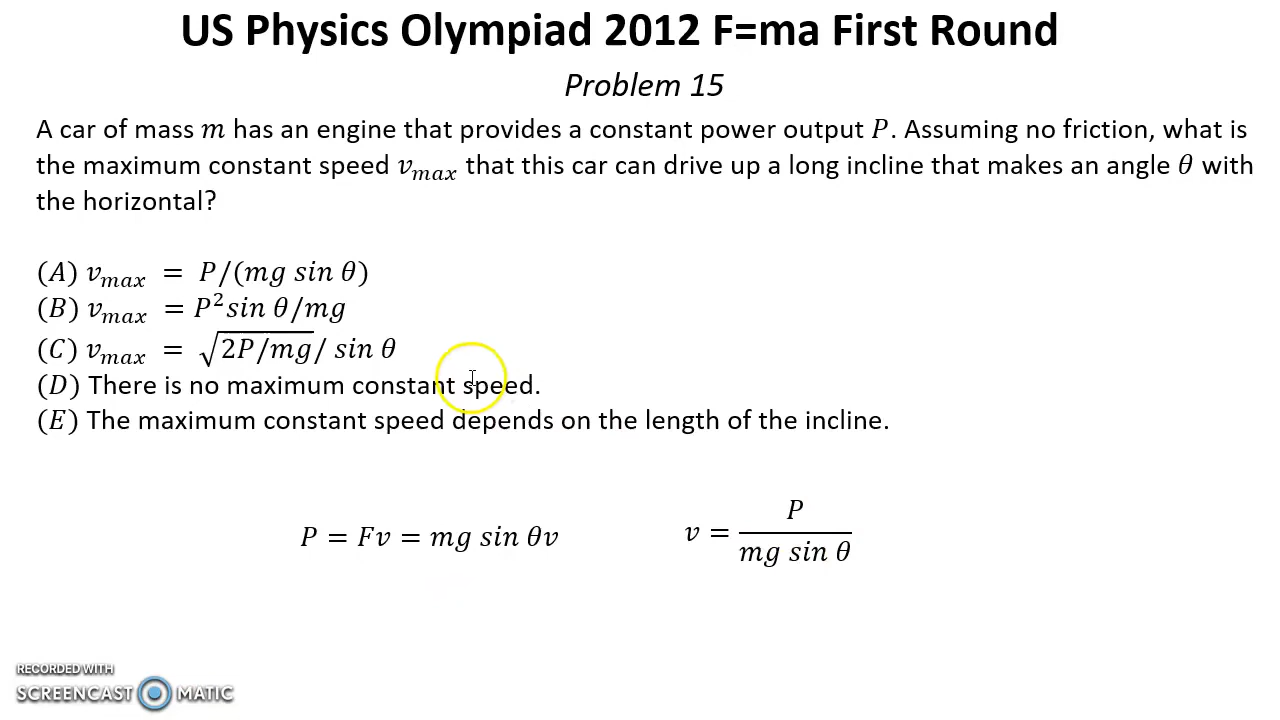 US Physics Olympiad 2012 F=ma First Round
Problem 15
A car of mass m has an engine that provides a constant power output P. Assuming no friction, what is
the maximum constant speed v_max that this car can drive up a long incline that makes an angle θ with
the horizontal?
(A) v_max = P/(mg sin θ)
(B) v_max = P² sin θ/mg
(C) v_max = √(2P/mg)/ sin θ
(D) There is no maximum constant speed.
(E) The maximum constant speed depends on the length of the incline.
P = Fv = mg sin θv
v = P/(mg sin θ)
RECORDED WITH
SCREENCAST MATIC